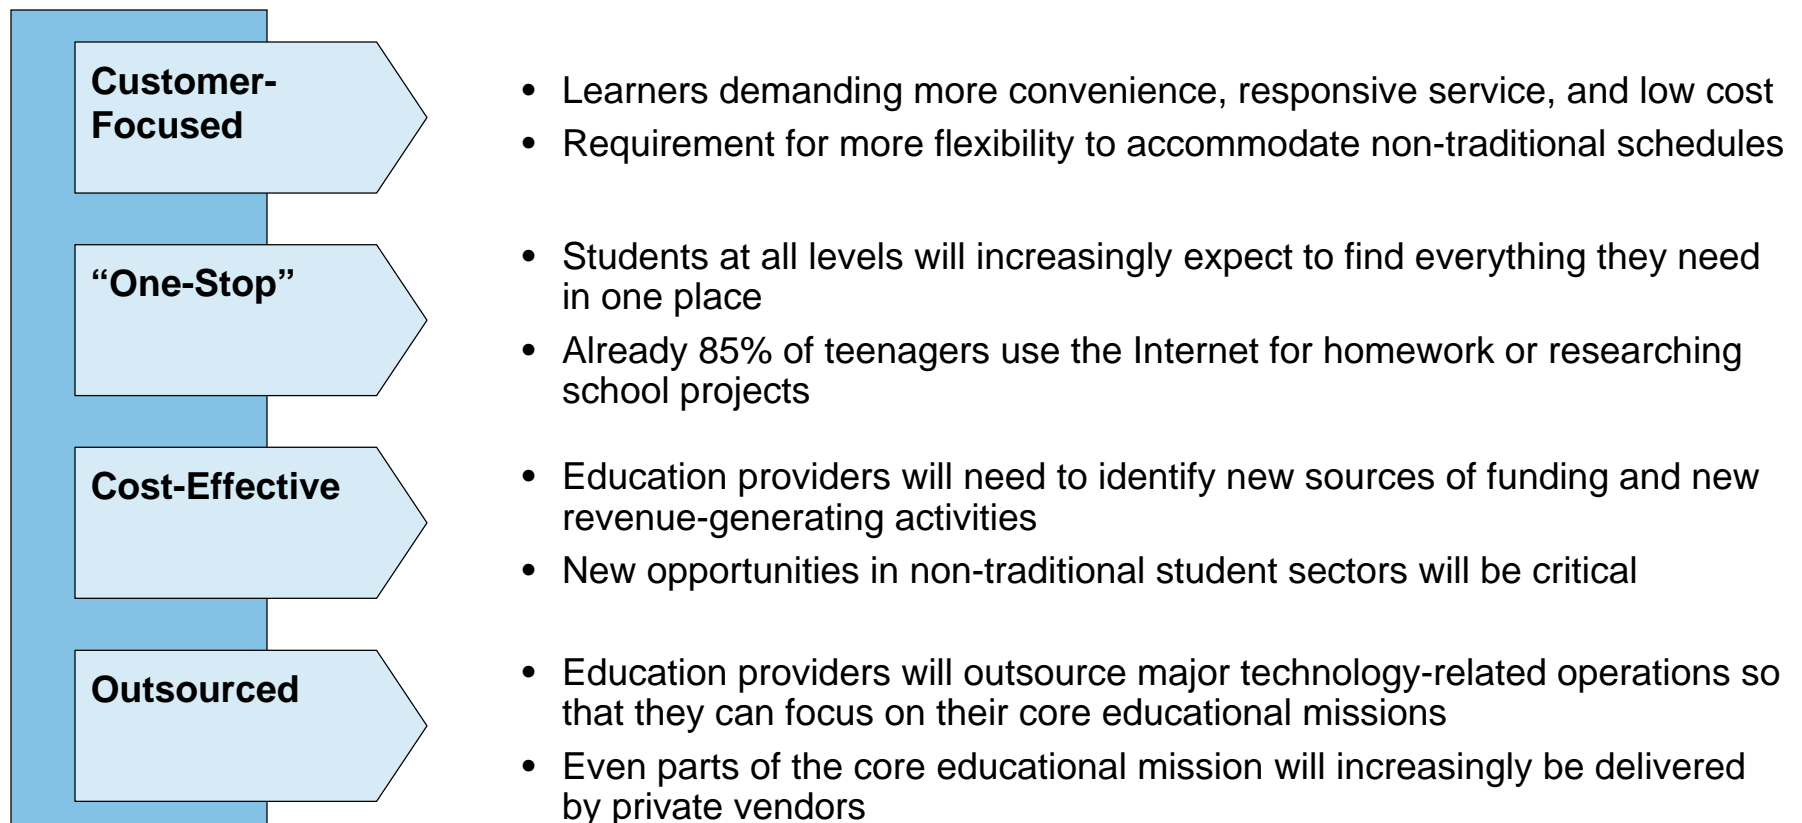 Customer-
Focused
• Learners demanding more convenience, responsive service, and low cost
• Requirement for more flexibility to accommodate non-traditional schedules
“One-Stop”
• Students at all levels will increasingly expect to find everything they need
in one place
• Already 85% of teenagers use the Internet for homework or researching
school projects
Cost-Effective
• Education providers will need to identify new sources of funding and new
revenue-generating activities
• New opportunities in non-traditional student sectors will be critical
Outsourced
• Education providers will outsource major technology-related operations so
that they can focus on their core educational missions
• Even parts of the core educational mission will increasingly be delivered
by private vendors